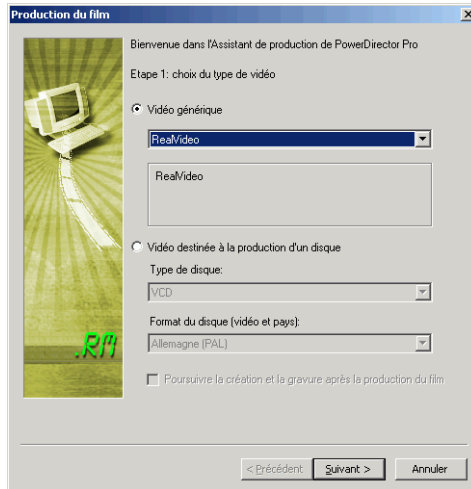 Production du film
Bienvenue dans l'Assistant de production de PowerDirector Pro
Etape 1: choix du type de vidéo
Vidéo générique
RealVideo
RealVideo
Vidéo destinée à la production d'un disque
Type de disque:
VCD
Format du disque (vidéo et pays):
Allemagne (PAL)
Poursuivre la création et la gravure après la production du film
.RM
< Précédent
Suivant >
Annuler